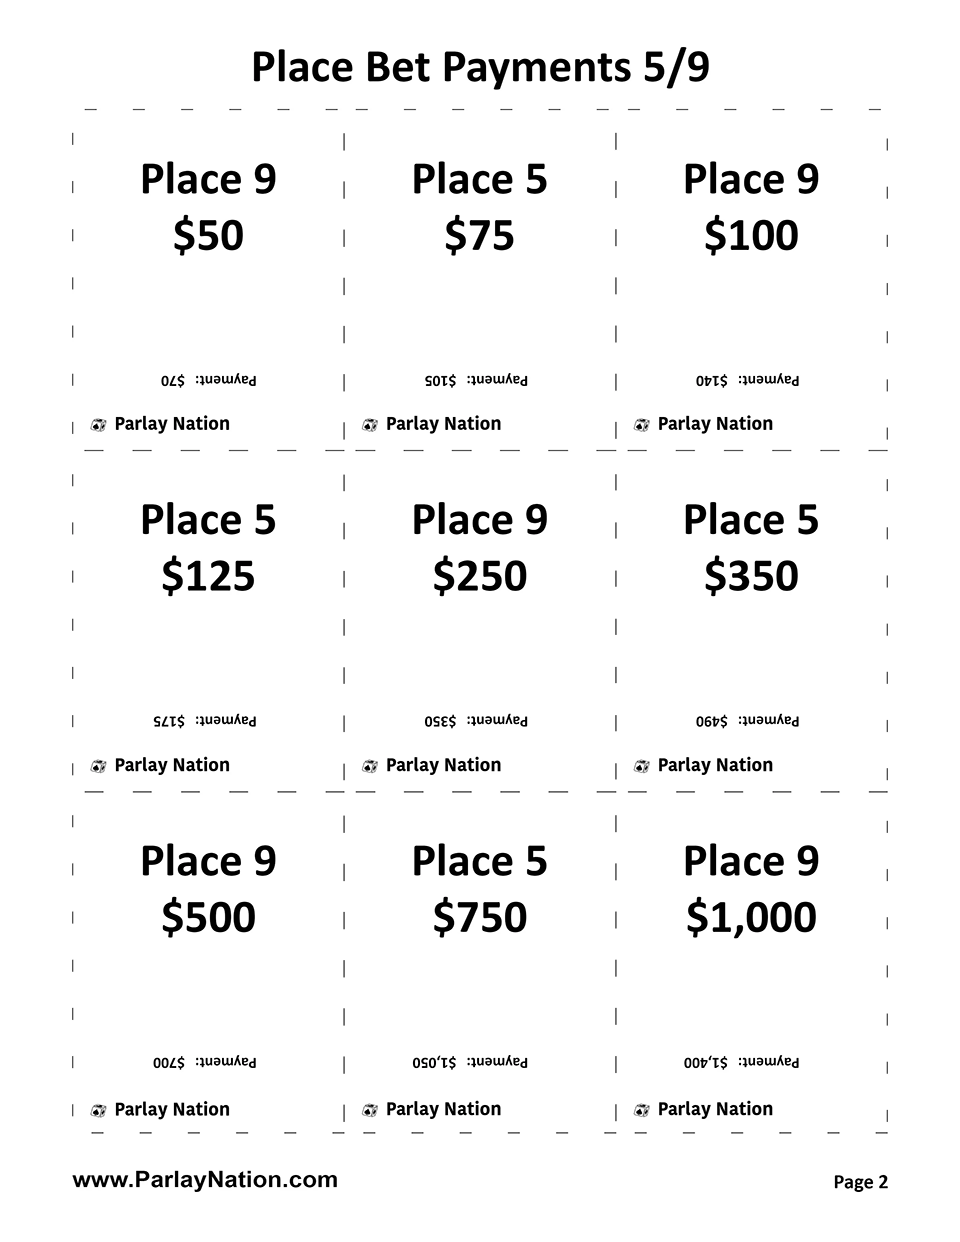 Place Bet Payments 5/9
Place 9
$50
Payment: $70
Parlay Nation
Place 5
$75
Payment: $105
Parlay Nation
Place 9
$100
Payment: $140
Parlay Nation
Place 5
$125
Payment: $175
Parlay Nation
Place 9
$250
Payment: $350
Parlay Nation
Place 5
$350
Payment: $490
Parlay Nation
Place 9
$500
Payment: $700
Parlay Nation
Place 5
$750
Payment: $1,050
Parlay Nation
Place 9
$1,000
Payment: $1,400
Parlay Nation
www.ParlayNation.com
Page 2